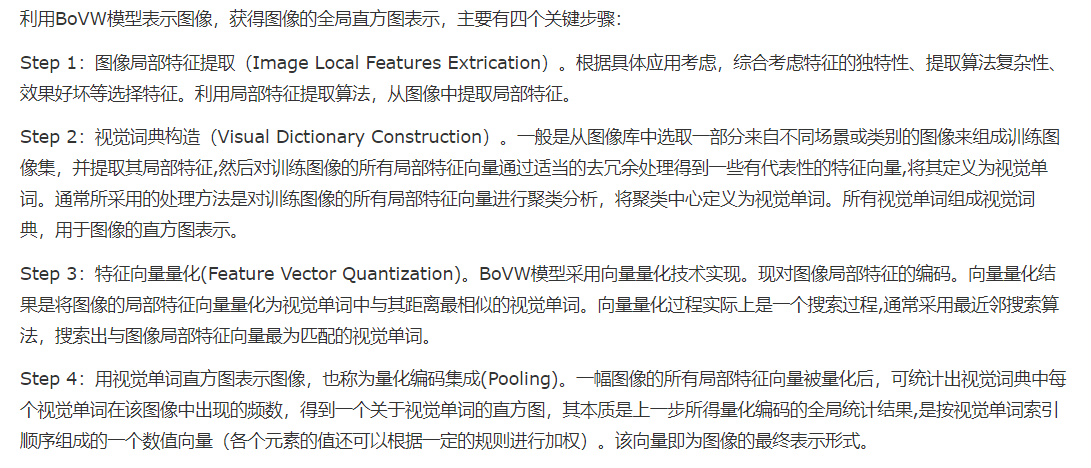 利用BoVW模型表示图像，获得图像的全局直方图表示，主要有四个关键步骤：
Step 1：图像局部特征提取（Image Local Features Extrication）。根据具体应用考虑，综合考虑特征的独特性、提取算法复杂性、
效果好坏等选择特征。利用局部特征提取算法，从图像中提取局部特征。
Step 2：视觉词典构造（Visual Dictionary Construction）。一般是从图像库中选取一部分来自不同场景或类别的图像来组成训练图
像集，并提取其局部特征,然后对训练图像的所有局部特征向量通过适当的去冗余处理得到一些有代表性的特征向量,将其定义为视觉单
词。通常所采用的处理方法是对训练图像的所有局部特征向量进行聚类分析，将聚类中心定义为视觉单词。所有视觉单词组成视觉词
典，用于图像的直方图表示。
Step 3：特征向量量化(Feature Vector Quantization)。BoVW模型采用向量量化技术实现。现对图像局部特征的编码。向量量化结
果是将图像的局部特征向量量化为视觉单词中与其距离最相似的视觉单词。向量量化过程实际上是一个搜索过程,通常采用最近邻搜索算
法，搜索出与图像局部特征向量最为匹配的视觉单词。
Step 4：用视觉单词直方图表示图像，也称为量化编码集成(Pooling)。一幅图像的所有局部特征向量被量化后，可统计出视觉词典中每
个视觉单词在该图像中出现的频数，得到一个关于视觉单词的直方图，其本质是上一步所得量化编码的全局统计结果,是按视觉单词索引
顺序组成的一个数值向量（各个元素的值还可以根据一定的规则进行加权）。该向量即为图像的最终表示形式。